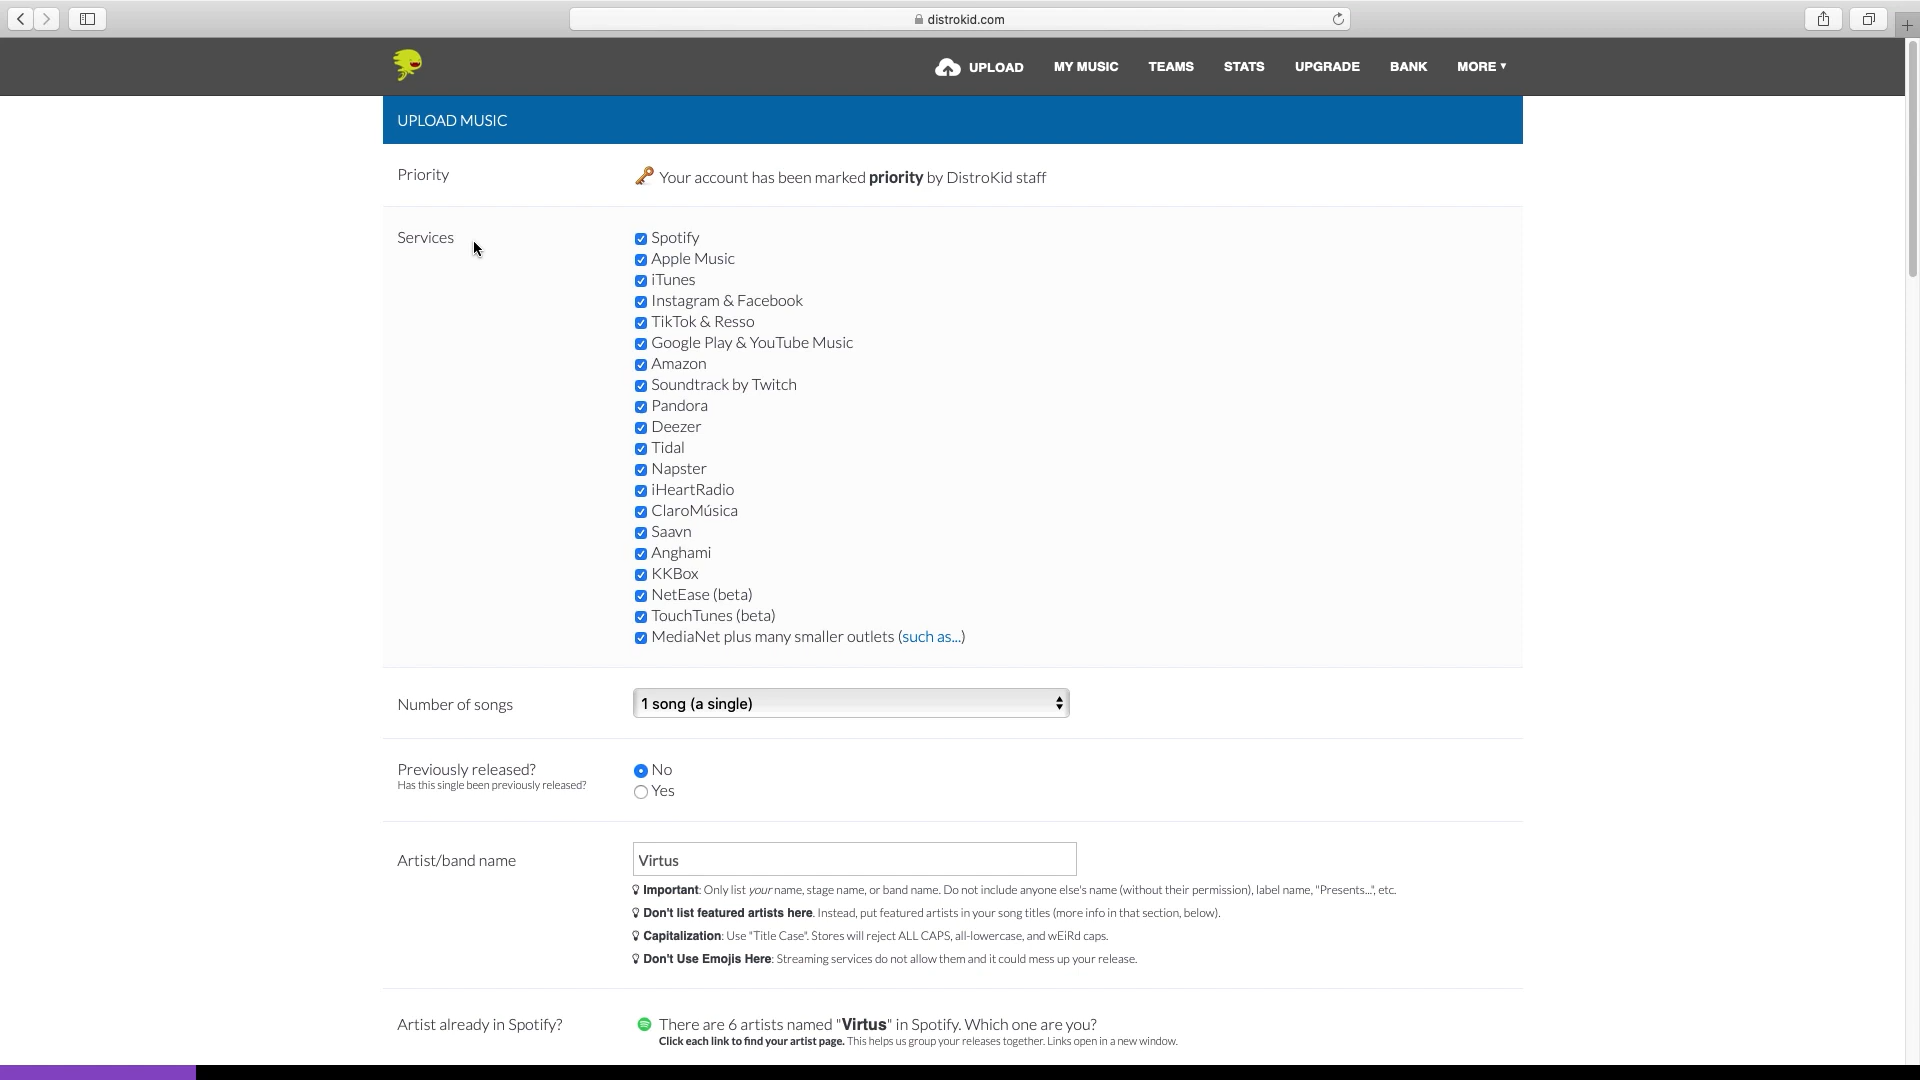 distrokid.com
UPLOAD MUSIC TEAMS STATS UPGRADE BANK MORE ▾
UPLOAD MUSIC
Priority
Your account has been marked priority by DistroKid staff
Services
Spotify
Apple Music
iTunes
Instagram & Facebook
TikTok & Resso
Google Play & YouTube Music
Amazon
Soundtrack by Twitch
Pandora
Deezer
Tidal
Napster
iHeartRadio
ClaroMúsica
Saavn
Anghami
KKBox
NetEase (beta)
TouchTunes (beta)
MediaNet plus many smaller outlets (such as...)
Number of songs
1 song (a single)
Previously released?
Has this single been previously released?
No
Yes
Artist/band name
Virtus
Important: Only list your name, stage name, or band name. Do not include anyone else's name (without their permission), label name, "Presents...", etc.
Don't list featured artists here. Instead, put featured artists in your song titles (more info in that section, below).
Capitalization: Use "Title Case". Stores will reject ALL CAPS, all-lowercase, and wEiRd caps.
Don't Use Emojis Here: Streaming services do not allow them and it could mess up your release.
Artist already in Spotify?
There are 6 artists named "Virtus" in Spotify. Which one are you?
Click each link to find your artist page. This helps us group your releases together. Links open in a new window.